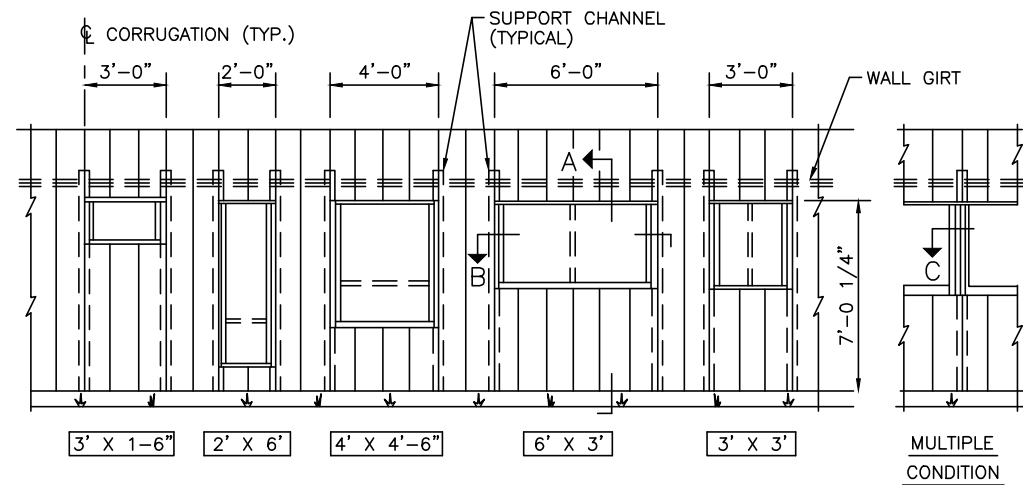 SUPPORT CHANNEL
(TYPICAL)
℄ CORRUGATION (TYP.)
3'-0"
2'-0"
4'-0"
6'-0"
3'-0"
WALL GIRT
A
B
C
7'-0 1/4"
3' X 1-6"
2' X 6'
4' X 4'-6"
6' X 3'
3' X 3'
MULTIPLE
CONDITION